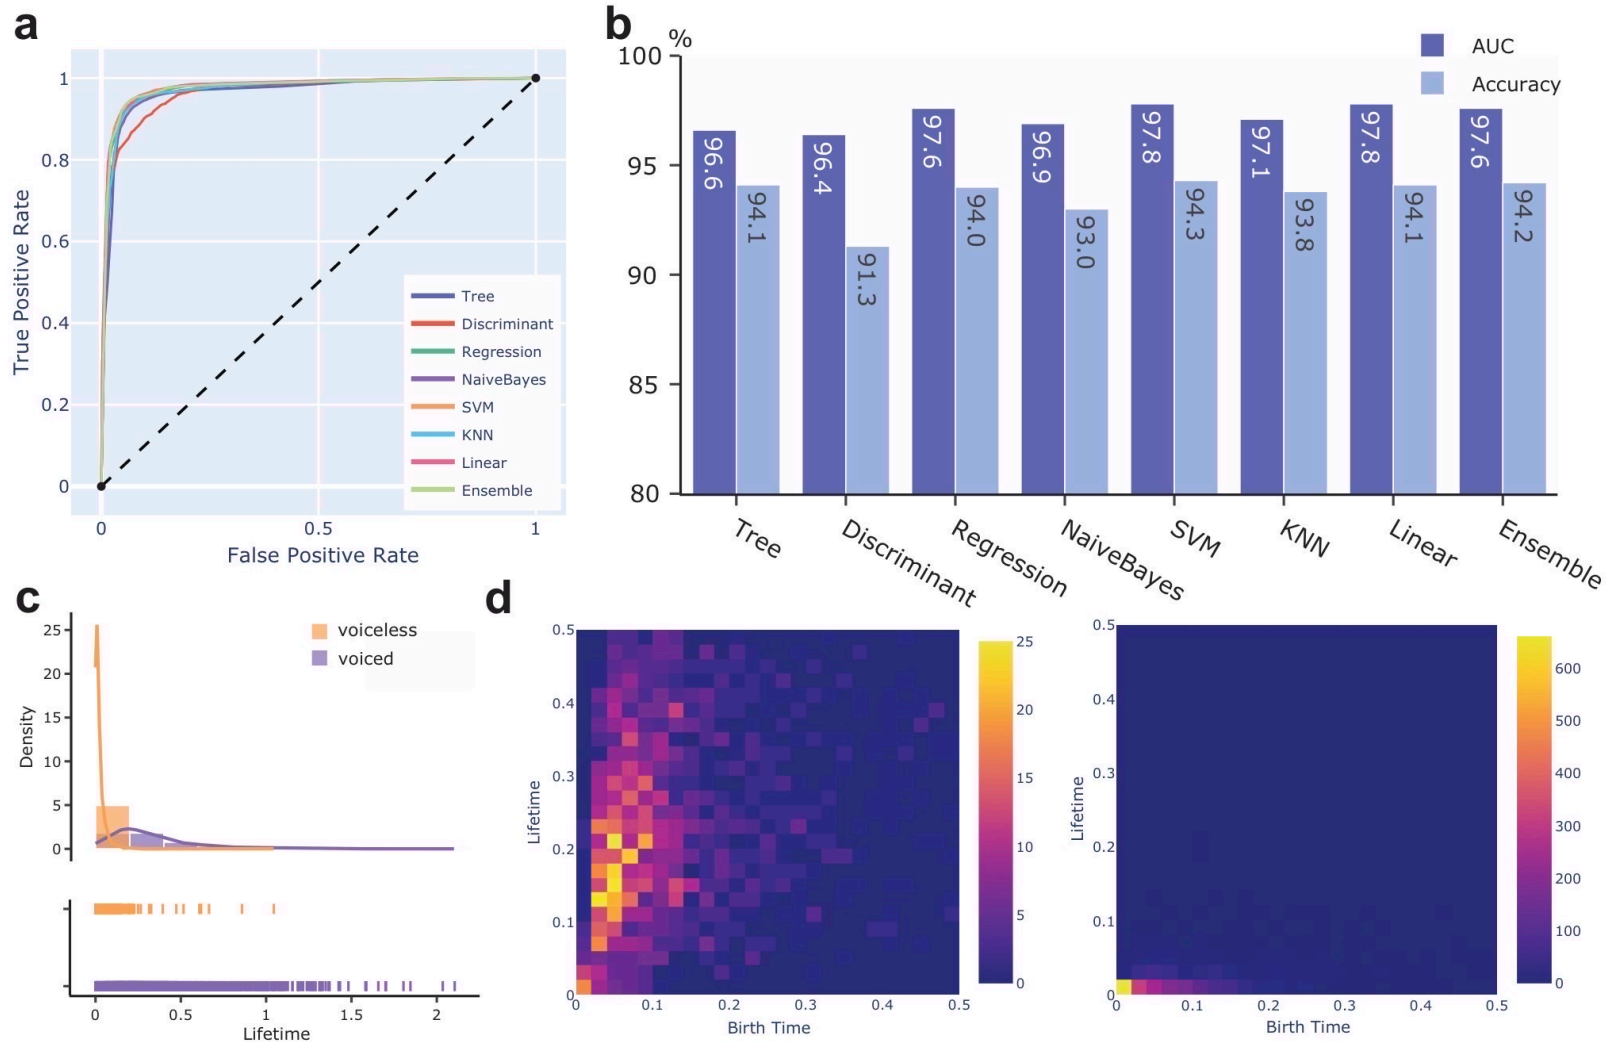 a
1
0.8
0.6
0.4
0.2
0
True Positive Rate
0 0.5 1
False Positive Rate
Tree
Discriminant
Regression
NaiveBayes
SVM
KNN
Linear
Ensemble
b
%
100
95
90
85
80
AUC
Accuracy
96.6 94.1 96.4 91.3 97.6 94.0 96.9 93.0 97.8 94.3 97.1 93.8 97.8 94.1 97.6 94.2
Tree Discriminant Regression NaiveBayes SVM KNN Linear Ensemble
c
voiceless
voiced
25
20
15
10
5
0
Density
0 0.5 1 1.5 2
Lifetime
d
0.5
0.4
0.3
0.2
0.1
0
Lifetime
0 0.1 0.2 0.3 0.4 0.5
Birth Time
25
20
15
10
5
0
0.5
0.4
0.3
0.2
0.1
0
Lifetime
0 0.1 0.2 0.3 0.4 0.5
Birth Time
600
500
400
300
200
100
0